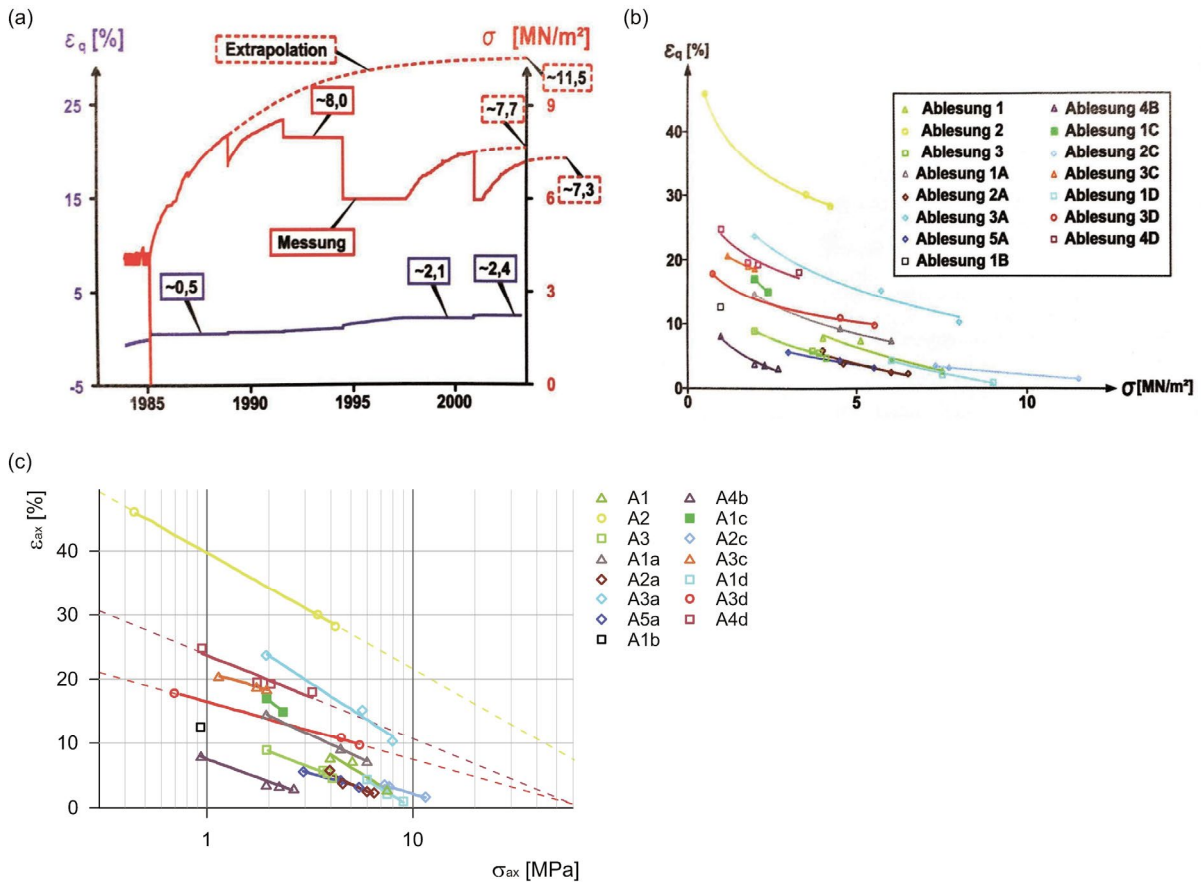 (a)
ε q [%]
σ [MN/m²]
Extrapolation
~11,5
~8,0
~7,7
~7,3
Messung
~0,5
~2,1
~2,4
25
15
5
-5
9
6
3
0
1985 1990 1995 2000
(b)
ε q [%]
40
30
20
10
0
0 5 10
σ [MN/m²]
Ablesung 1
Ablesung 2
Ablesung 3
Ablesung 1A
Ablesung 2A
Ablesung 3A
Ablesung 5A
Ablesung 1B
Ablesung 4B
Ablesung 1C
Ablesung 2C
Ablesung 3C
Ablesung 1D
Ablesung 3D
Ablesung 4D
(c)
εax [%]
40
30
20
10
0
1 10
σax [MPa]
A1
A2
A3
A1a
A2a
A3a
A5a
A1b
A4b
A1c
A2c
A3c
A1d
A3d
A4d